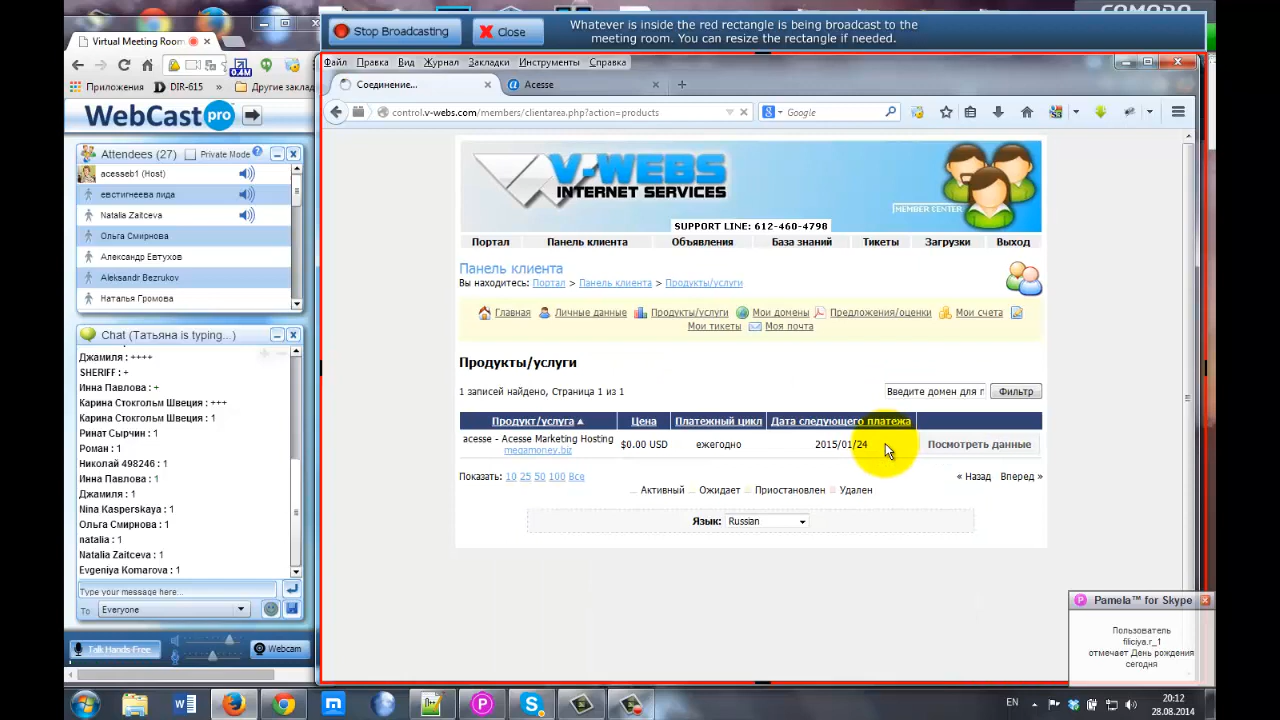 Stop Broadcasting
Close
Whatever is inside the red rectangle is being broadcast to the
meeting room. You can resize the rectangle if needed.
Virtual Meeting Room
0.4M
Приложения
DIR-615
»
Другие заклад
WebCast pro
Attendees (27)
Private Mode
acesseb1 (Host)
евстигнеева лида
Natalia Zaitceva
Ольга Смирнова
Александр Евтухов
Aleksandr Bezrukov
Наталья Громова
Chat (Татьяна is typing...)
Джамиля : ++++
SHERIFF : +
Инна Павлова : +
Карина Стокгольм Швеция : +++
Карина Стокгольм Швеция : 1
Ринат Сырчин : 1
Роман : 1
Николай 498246 : 1
Инна Павлова : 1
Джамиля : 1
Nina Kasperskaya : 1
Ольга Смирнова : 1
natalia : 1
Natalia Zaitceva : 1
Evgeniya Komarova : 1
Type your message here...
To
Everyone
Talk Hands-Free
Webcam
Файл Правка Вид Журнал Закладки Инструменты Справка
Соединение...
Acesse
control.v-webs.com/members/clientarea.php?action=products
Google
V-WEBS
INTERNET SERVICES
MEMBER CENTER
SUPPORT LINE: 612-460-4798
Портал Панель клиента Объявления База знаний Тикеты Загрузки Выход
Панель клиента
Вы находитесь: Портал > Панель клиента > Продукты/услуги
Главная Личные данные Продукты/услуги Мои домены Предложения/оценки Мои счета
Мои тикеты Моя почта
Продукты/услуги
1 записей найдено, Страница 1 из 1
Введите домен для п
Фильтр
Продукт/услуга Цена Платежный цикл Дата следующего платежа
acesse - Acesse Marketing Hosting
megamoney.biz
$0.00 USD
ежегодно
2015/01/24
Посмотреть данные
Показать: 10 25 50 100 Все
« Назад Вперед »
Активный Ожидает Приостановлен Удален
Язык: Russian
Pamela™ for Skype
Пользователь
filiciya.r_1
отмечает День рождения
сегодня
EN
20:12
28.08.2014